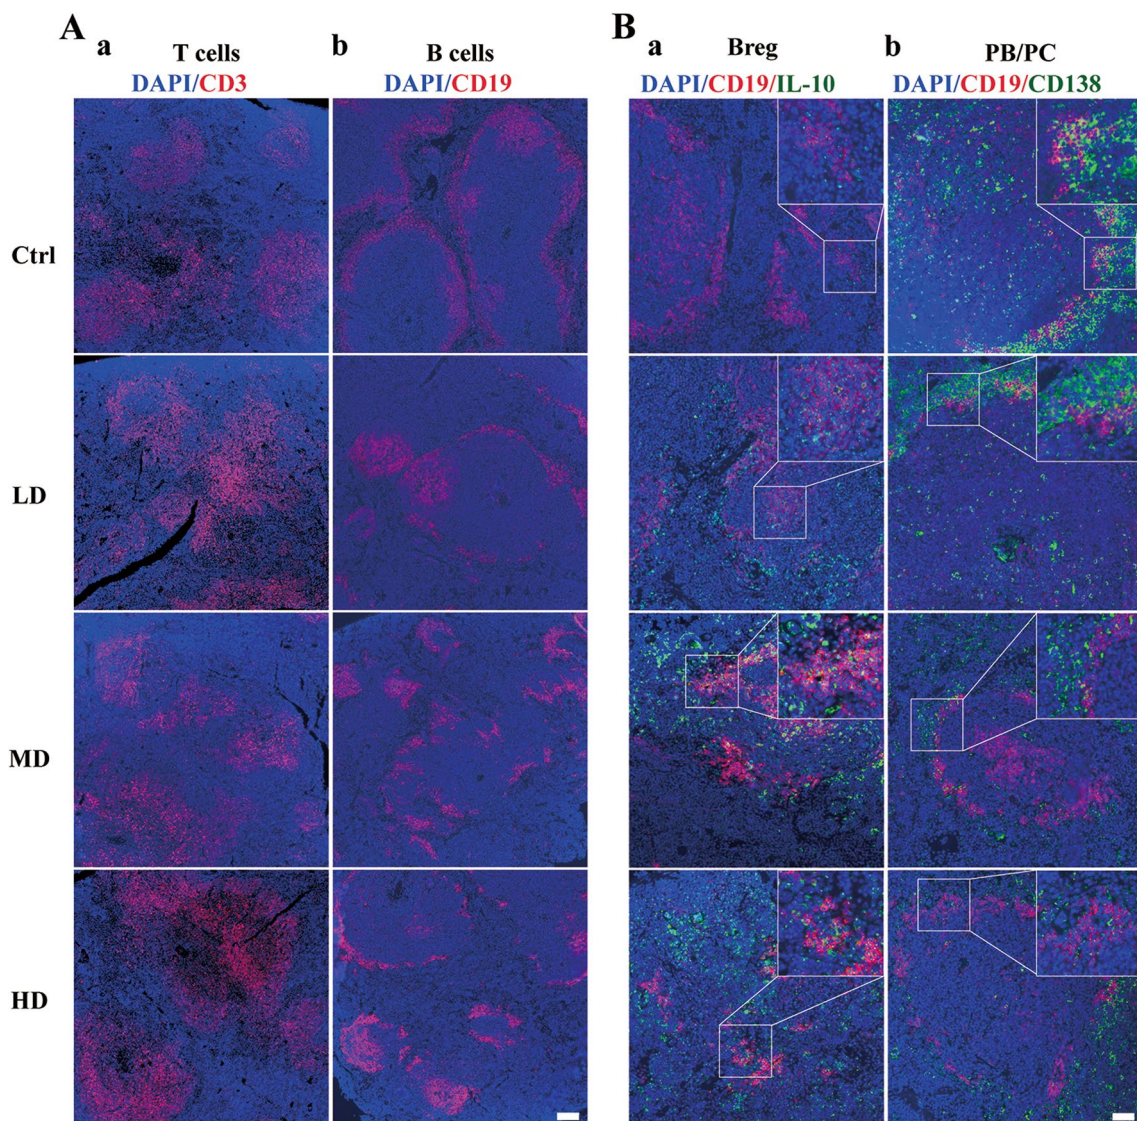 A
a
T cells
DAPI/CD3
b
B cells
DAPI/CD19
B
a
Breg
DAPI/CD19/IL-10
b
PB/PC
DAPI/CD19/CD138
Ctrl
LD
MD
HD